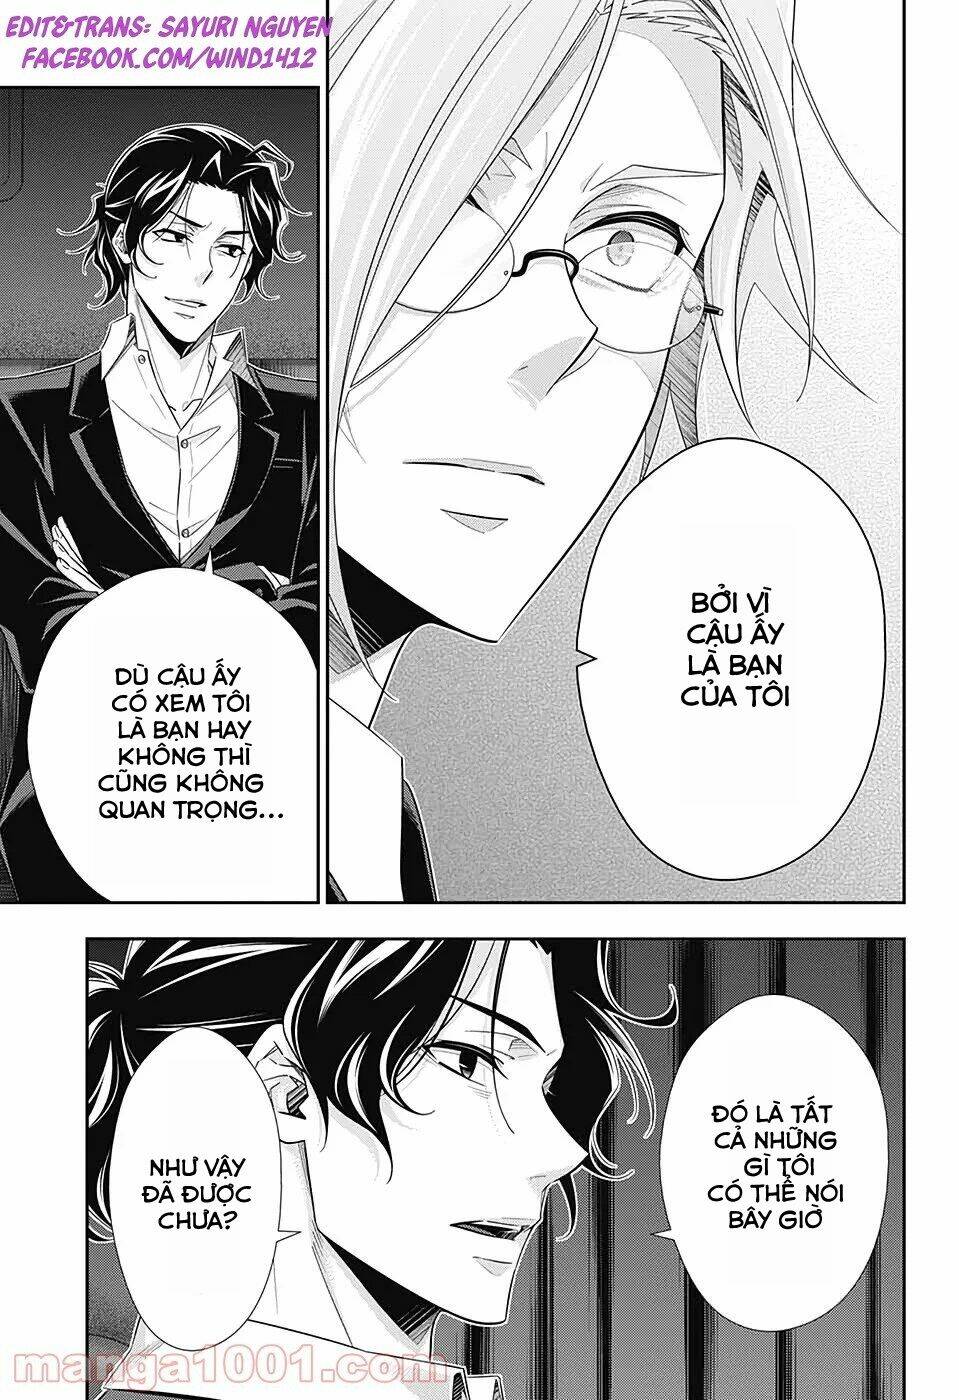 EDIT&TRANS: SAYURI NGUYEN
FACEBOOK.COM/WIND1412
BỞI VÌ
CẬU ẤY
LÀ BẠN
CỦA TÔI
DÙ CẬU ẤY
CÓ XEM TÔI
LÀ BẠN HAY
KHÔNG THÌ
CŨNG KHÔNG
QUAN TRỌNG...
ĐÓ LÀ TẤT
CẢ NHỮNG
GÌ TÔI
CÓ THỂ NÓI
BÂY GIỜ
NHƯ VẬY
ĐÃ ĐƯỢC
CHƯA?
manga1001.com